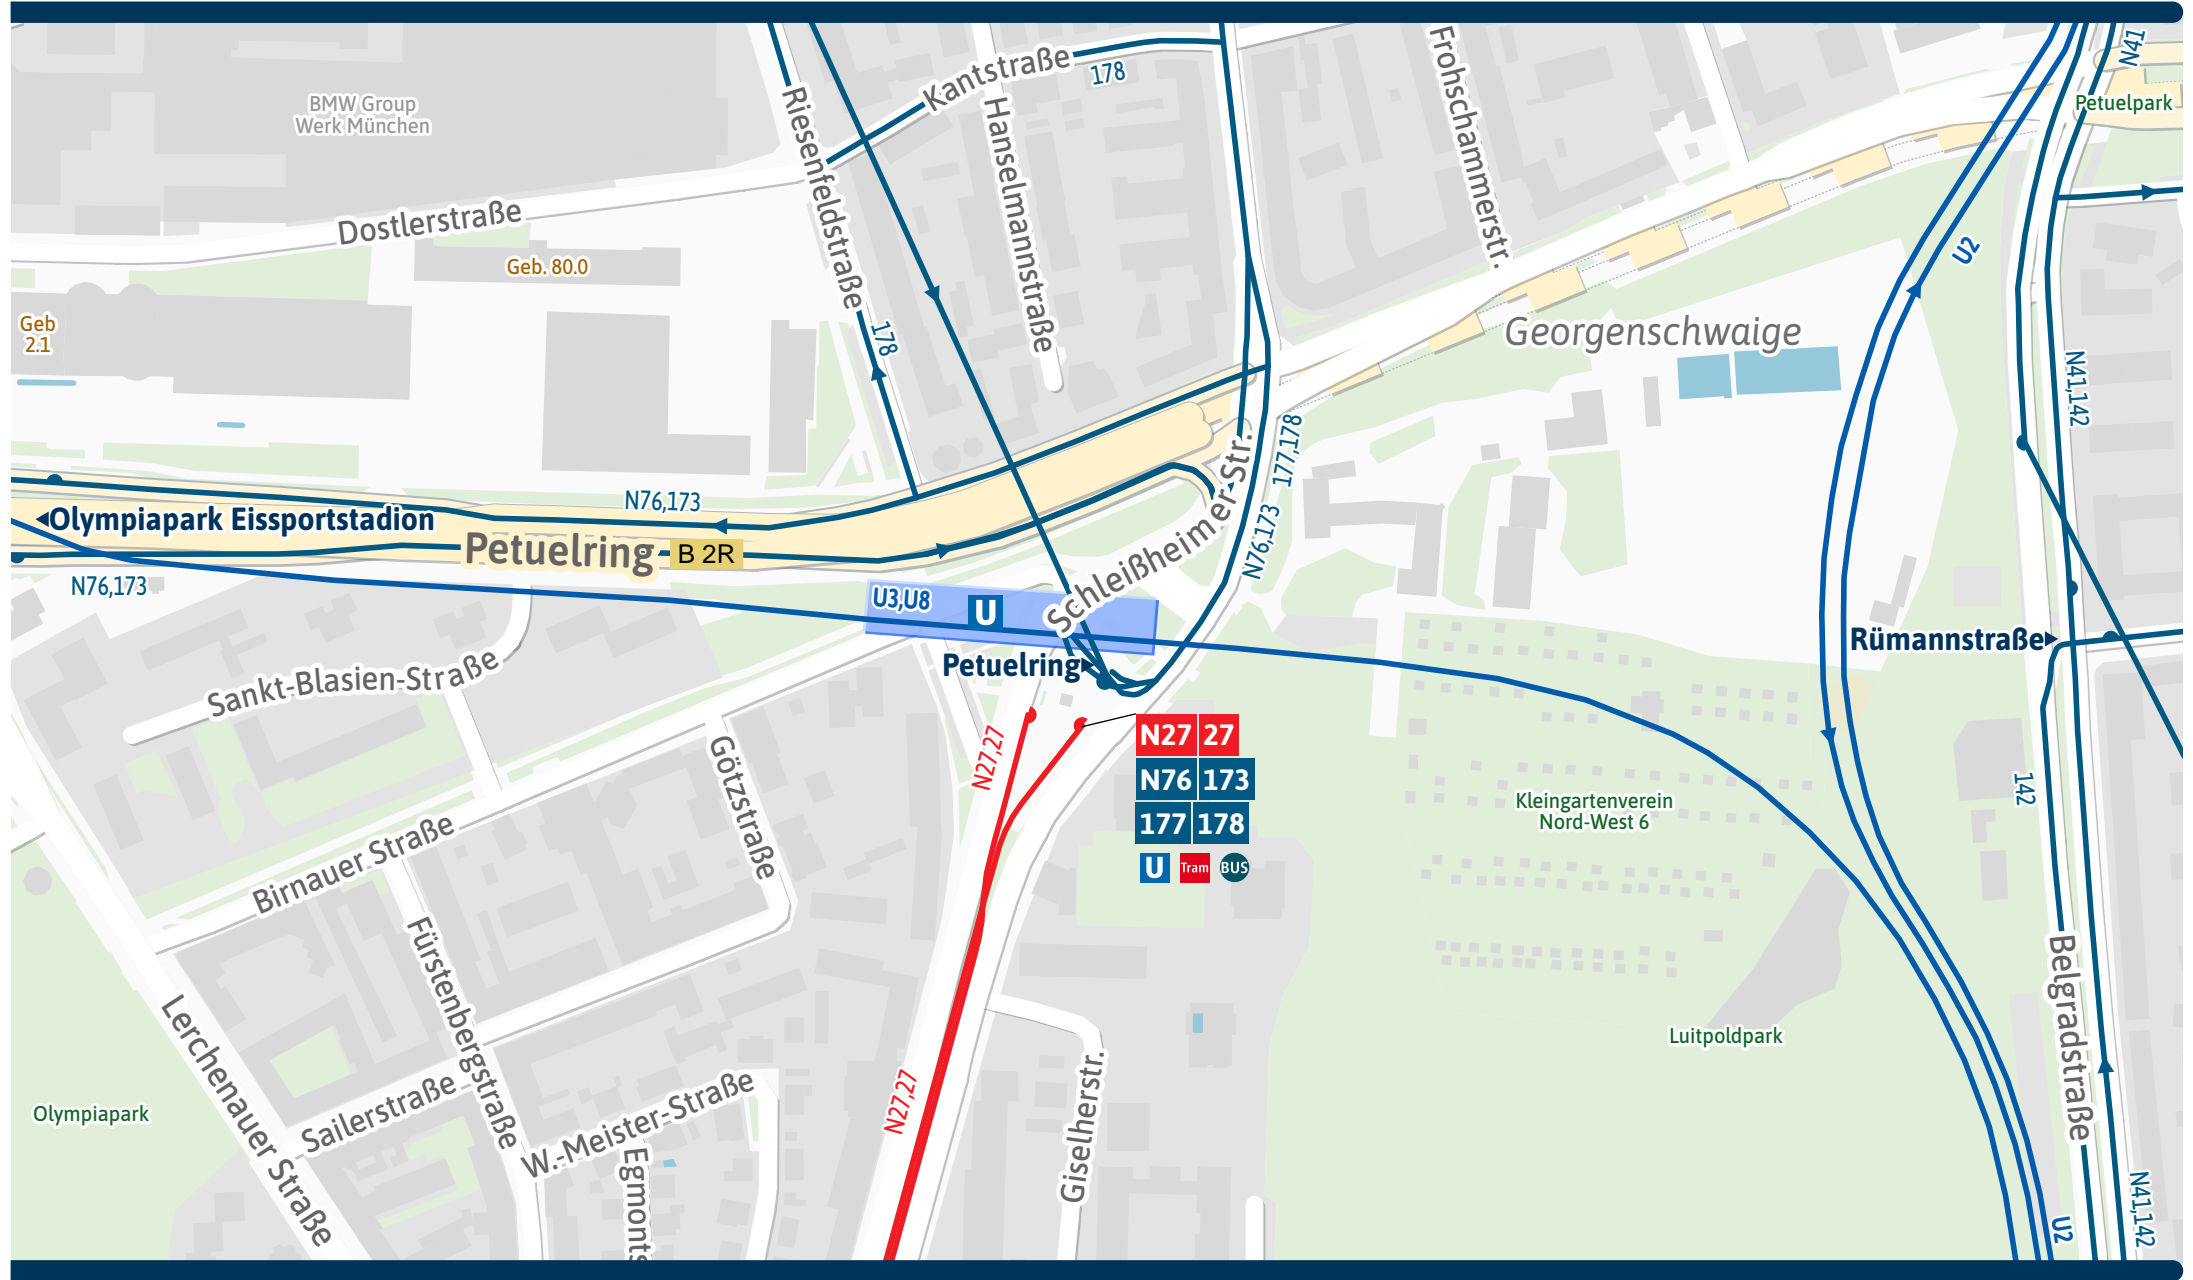 N41
Kantstraße
178
Frohschammerstr.
BMW Group
Werk München
Petuelpark
Riesenfeldstraße
Hanselmannstraße
Dostlerstraße
U2
Geb. 80.0
Geb
2.1
178
Georgenschwaige
N41,142
177,178
Schleißheimer Str.
N76,173
Olympiapark Eissportstadion
Petuelring
B 2R
N76,173
N76,173
U3,U8
U
Rümannstraße
Petuelring
Sankt-Blasien-Straße
N27,27
N27 27
N76 173
177 178
U Tram BUS
Götzstraße
142
Kleingartenverein
Nord-West 6
Birnauer Straße
Fürstenbergstraße
Belgradstraße
Lerchenauer Straße
Luitpoldpark
Olympiapark
Sailerstraße
W.-Meister-Straße
N27,27
Giselherstr.
Egmonts
U2
N41,142